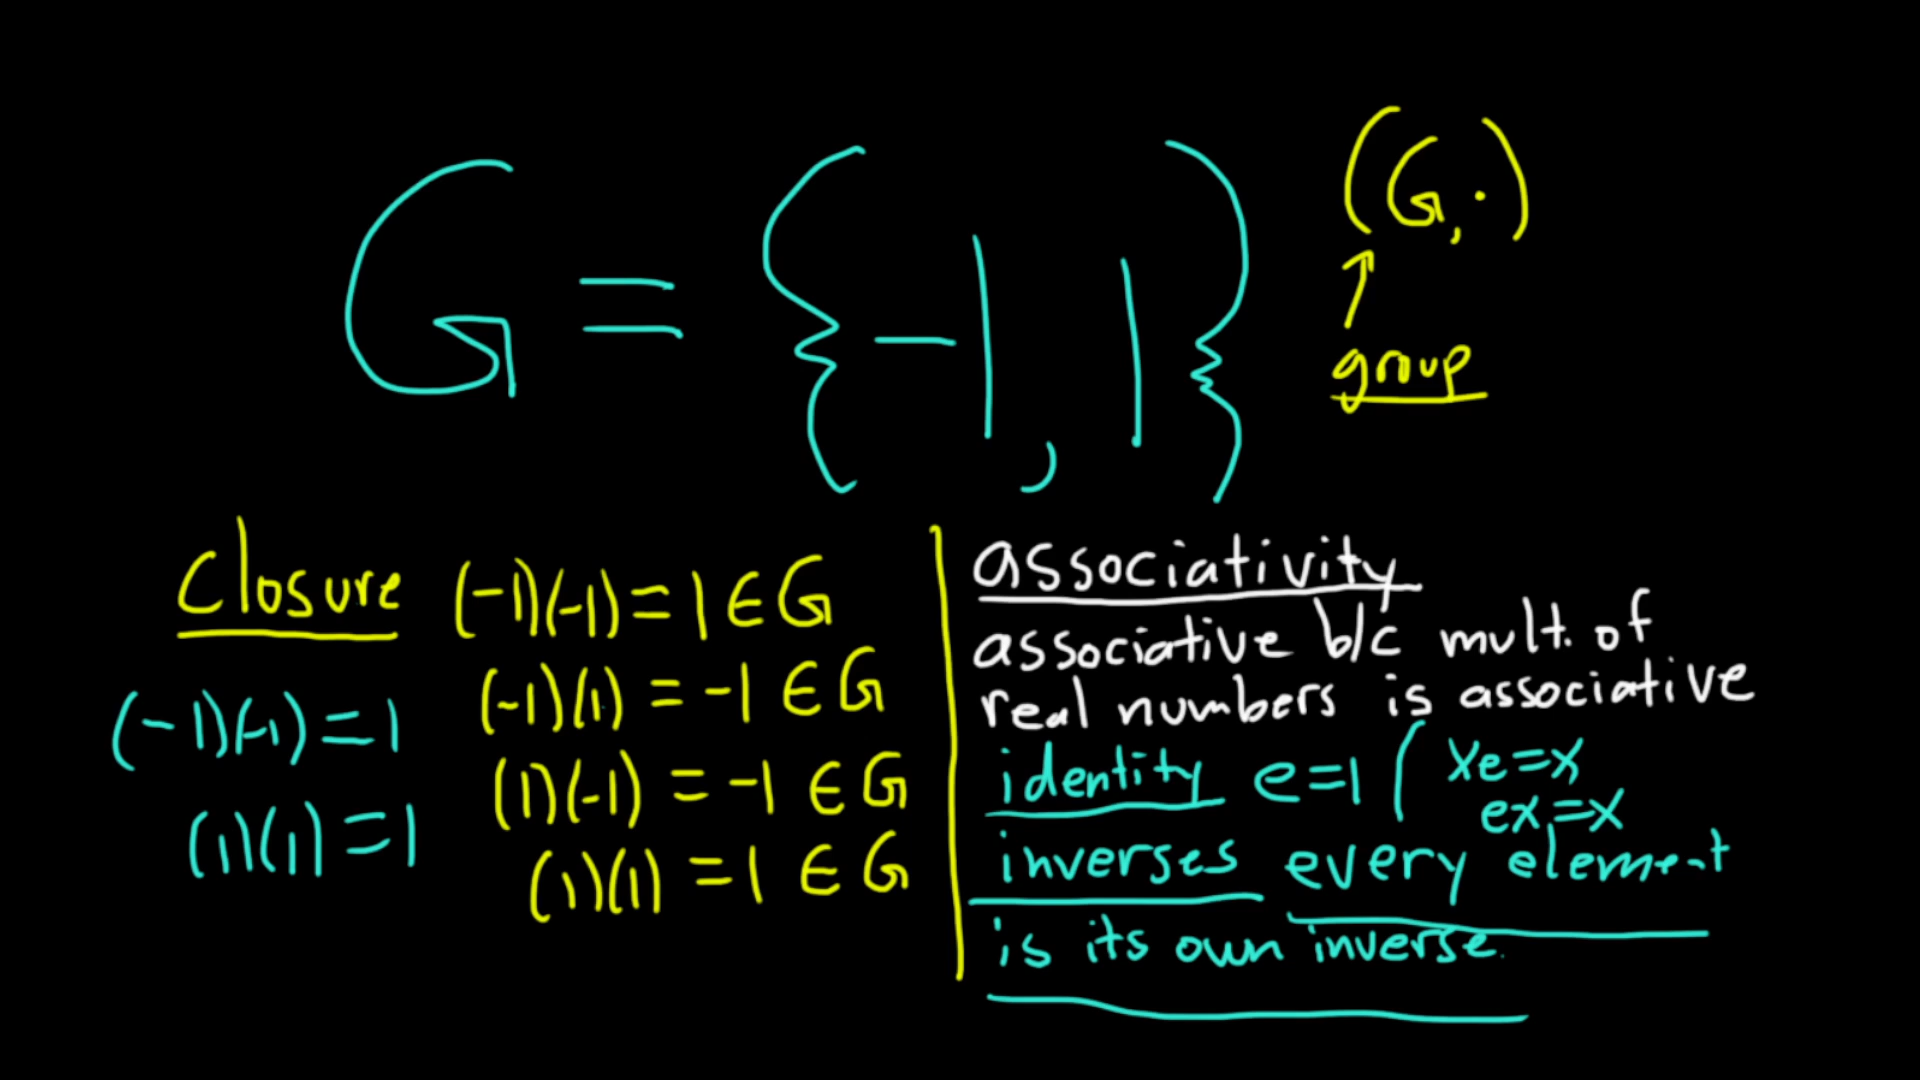 G = {-1, 1}
(G, ·)
↑
group
Closure
(-1)(-1) = 1 ∈ G
(-1)(1) = -1 ∈ G
(1)(-1) = -1 ∈ G
(1)(1) = 1 ∈ G
(-1)(-1) = 1
(1)(1) = 1
associativity
associative b/c mult. of
real numbers is associative
identity e=1 ( xe=x
ex=x
inverses every element
is its own inverse.